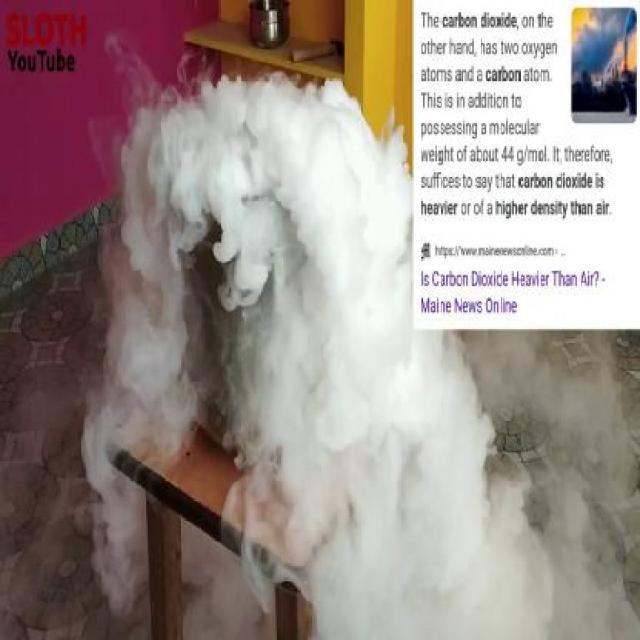 SLOTH
YouTube
The carbon dioxide, on the
other hand, has two oxygen
atoms and a carbon atom.
This is in addition to
possessing a molecular
weight of about 44 g/mol. It, therefore,
suffices to say that carbon dioxide is
heavier or of a higher density than air.
https://www.mainenewsonline.com › ...
Is Carbon Dioxide Heavier Than Air? -
Maine News Online